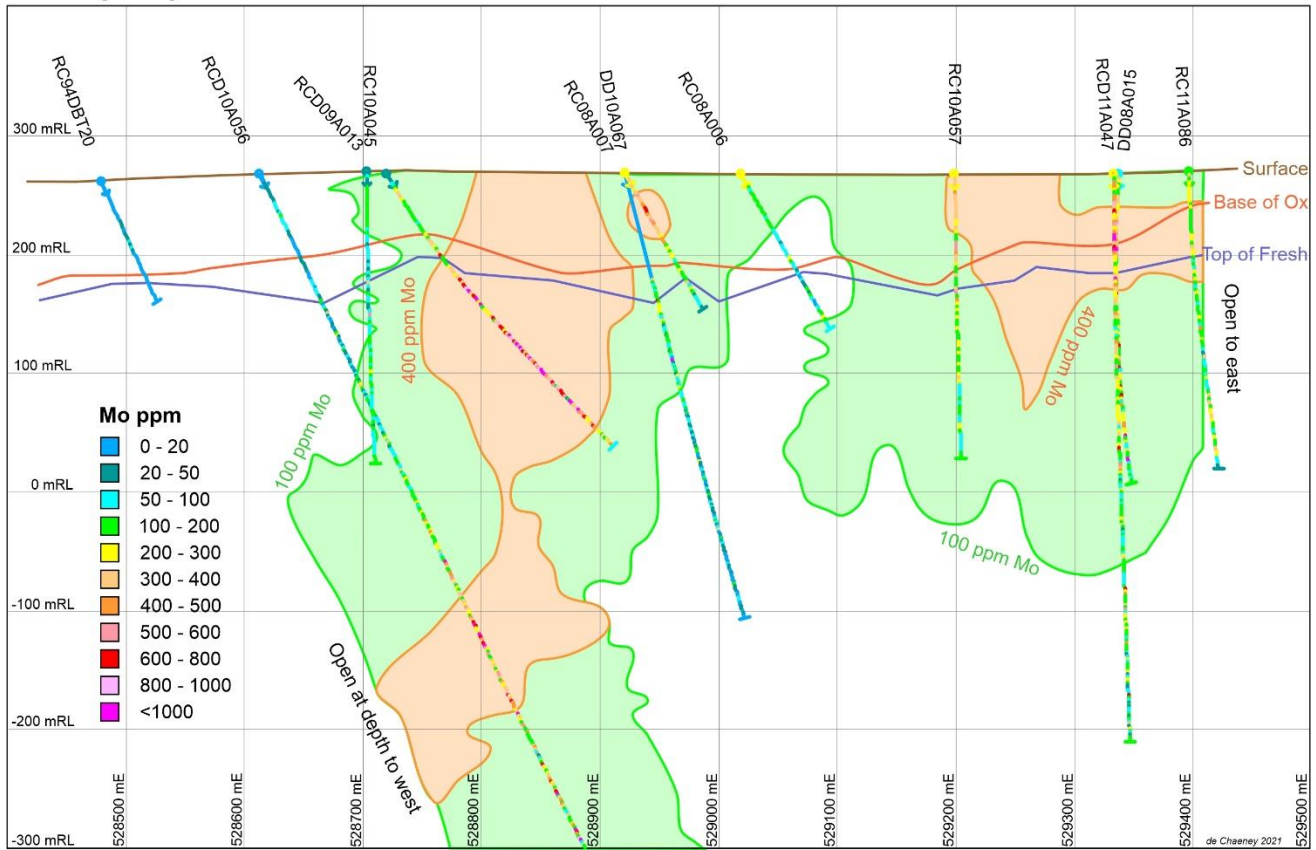 RC94DBT20
RCD10A056
RCD09A013
RC10A045
RC08A007
DD10A067
RC08A006
RC10A057
RCD11A047
DD08A015
RC11A086
300 mRL
Surface
Base of Ox
200 mRL
Top of Fresh
400 ppm Mo
400 ppm Mo
Open to east
100 mRL
Mo ppm
0 - 20
20 - 50
50 - 100
100 - 200
200 - 300
300 - 400
400 - 500
500 - 600
600 - 800
800 - 1000
<1000
100 ppm Mo
0 mRL
100 ppm Mo
-100 mRL
Open at depth to west
-200 mRL
-300 mRL
528500 mE
528600 mE
528700 mE
528800 mE
528900 mE
529000 mE
529100 mE
529200 mE
529300 mE
529400 mE
529500 mE
de Chaeney 2021